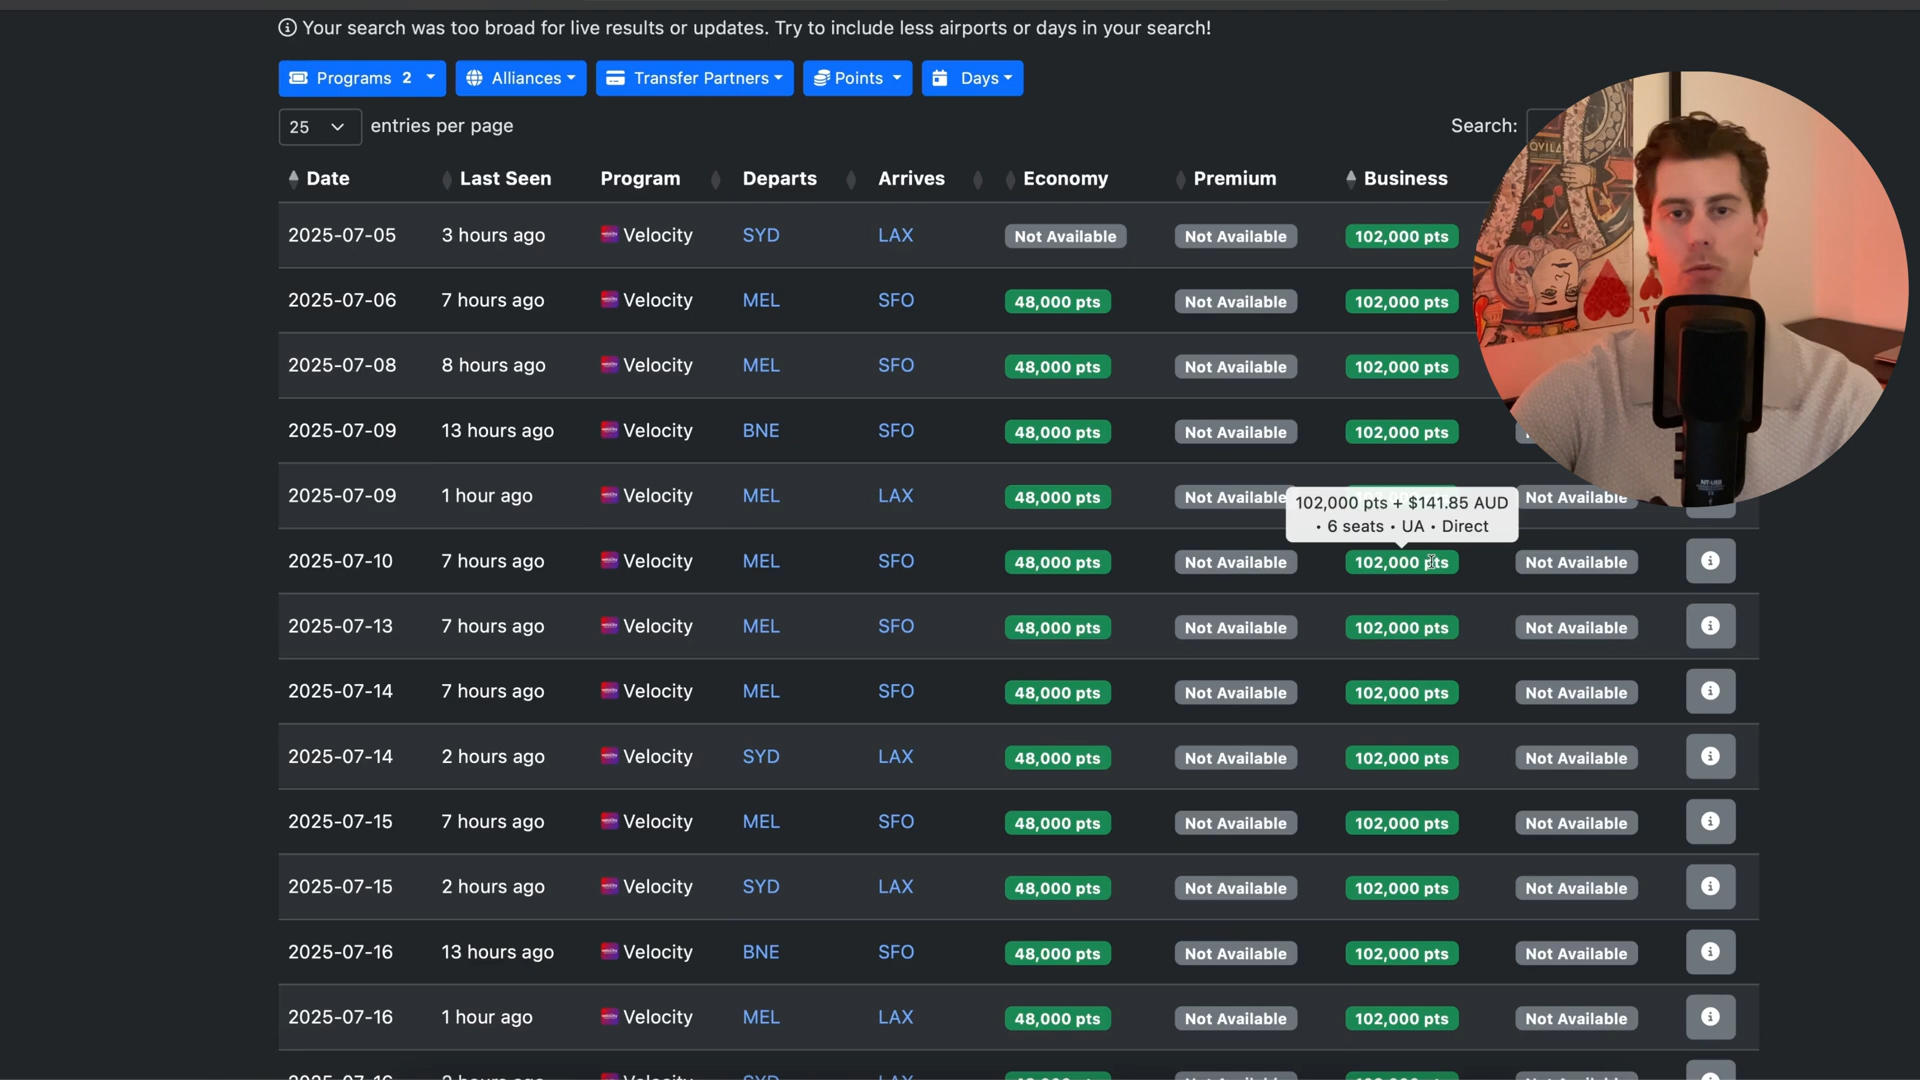 Your search was too broad for live results or updates. Try to include less airports or days in your search!
Programs 2 Alliances Transfer Partners Points Days
25 entries per page Search:
Date Last Seen Program Departs Arrives Economy Premium Business
2025-07-05 3 hours ago Velocity SYD LAX Not Available Not Available 102,000 pts
2025-07-06 7 hours ago Velocity MEL SFO 48,000 pts Not Available 102,000 pts
2025-07-08 8 hours ago Velocity MEL SFO 48,000 pts Not Available 102,000 pts
2025-07-09 13 hours ago Velocity BNE SFO 48,000 pts Not Available 102,000 pts
2025-07-09 1 hour ago Velocity MEL LAX 48,000 pts Not Available Not Available
102,000 pts + $141.85 AUD
• 6 seats • UA • Direct
2025-07-10 7 hours ago Velocity MEL SFO 48,000 pts Not Available 102,000 pts Not Available
2025-07-13 7 hours ago Velocity MEL SFO 48,000 pts Not Available 102,000 pts Not Available
2025-07-14 7 hours ago Velocity MEL SFO 48,000 pts Not Available 102,000 pts Not Available
2025-07-14 2 hours ago Velocity SYD LAX 48,000 pts Not Available 102,000 pts Not Available
2025-07-15 7 hours ago Velocity MEL SFO 48,000 pts Not Available 102,000 pts Not Available
2025-07-15 2 hours ago Velocity SYD LAX 48,000 pts Not Available 102,000 pts Not Available
2025-07-16 13 hours ago Velocity BNE SFO 48,000 pts Not Available 102,000 pts Not Available
2025-07-16 1 hour ago Velocity MEL LAX 48,000 pts Not Available 102,000 pts Not Available
NT-USB